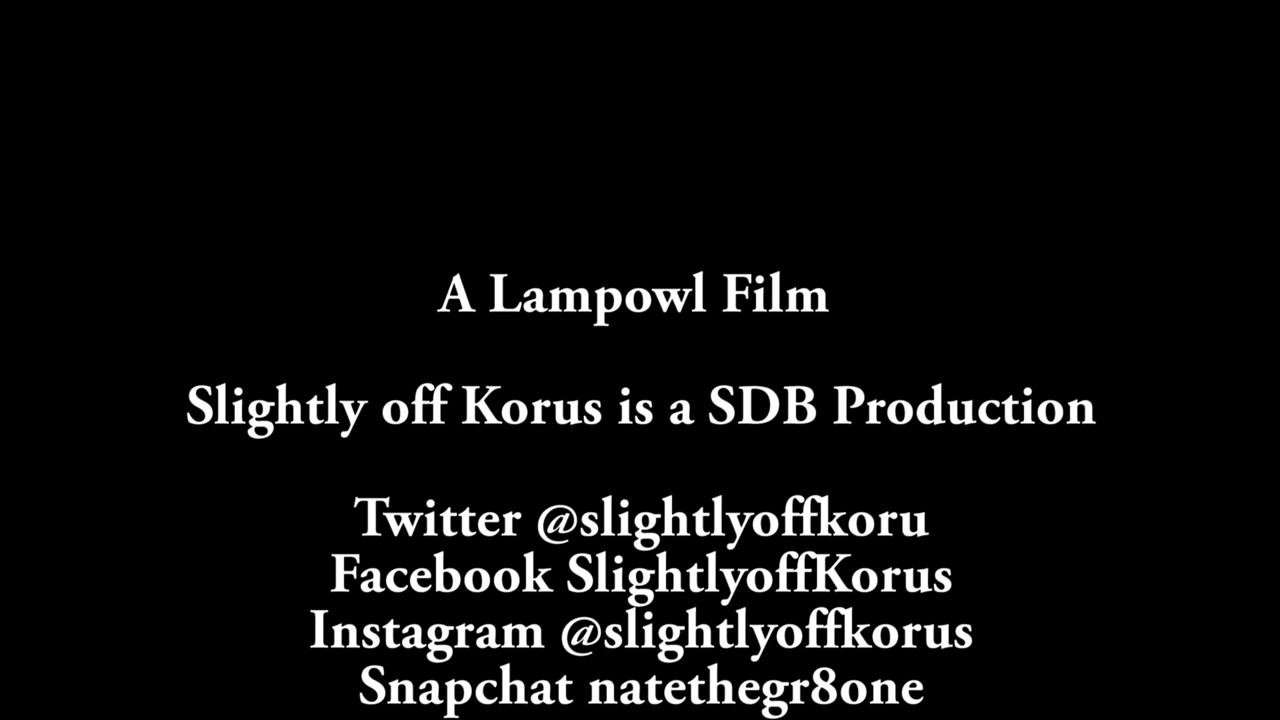 A Lampowl Film
Slightly off Korus is a SDB Production
Twitter @slightlyoffkoru
Facebook SlightlyoffKorus
Instagram @slightlyoffkorus
Snapchat natethegr8one